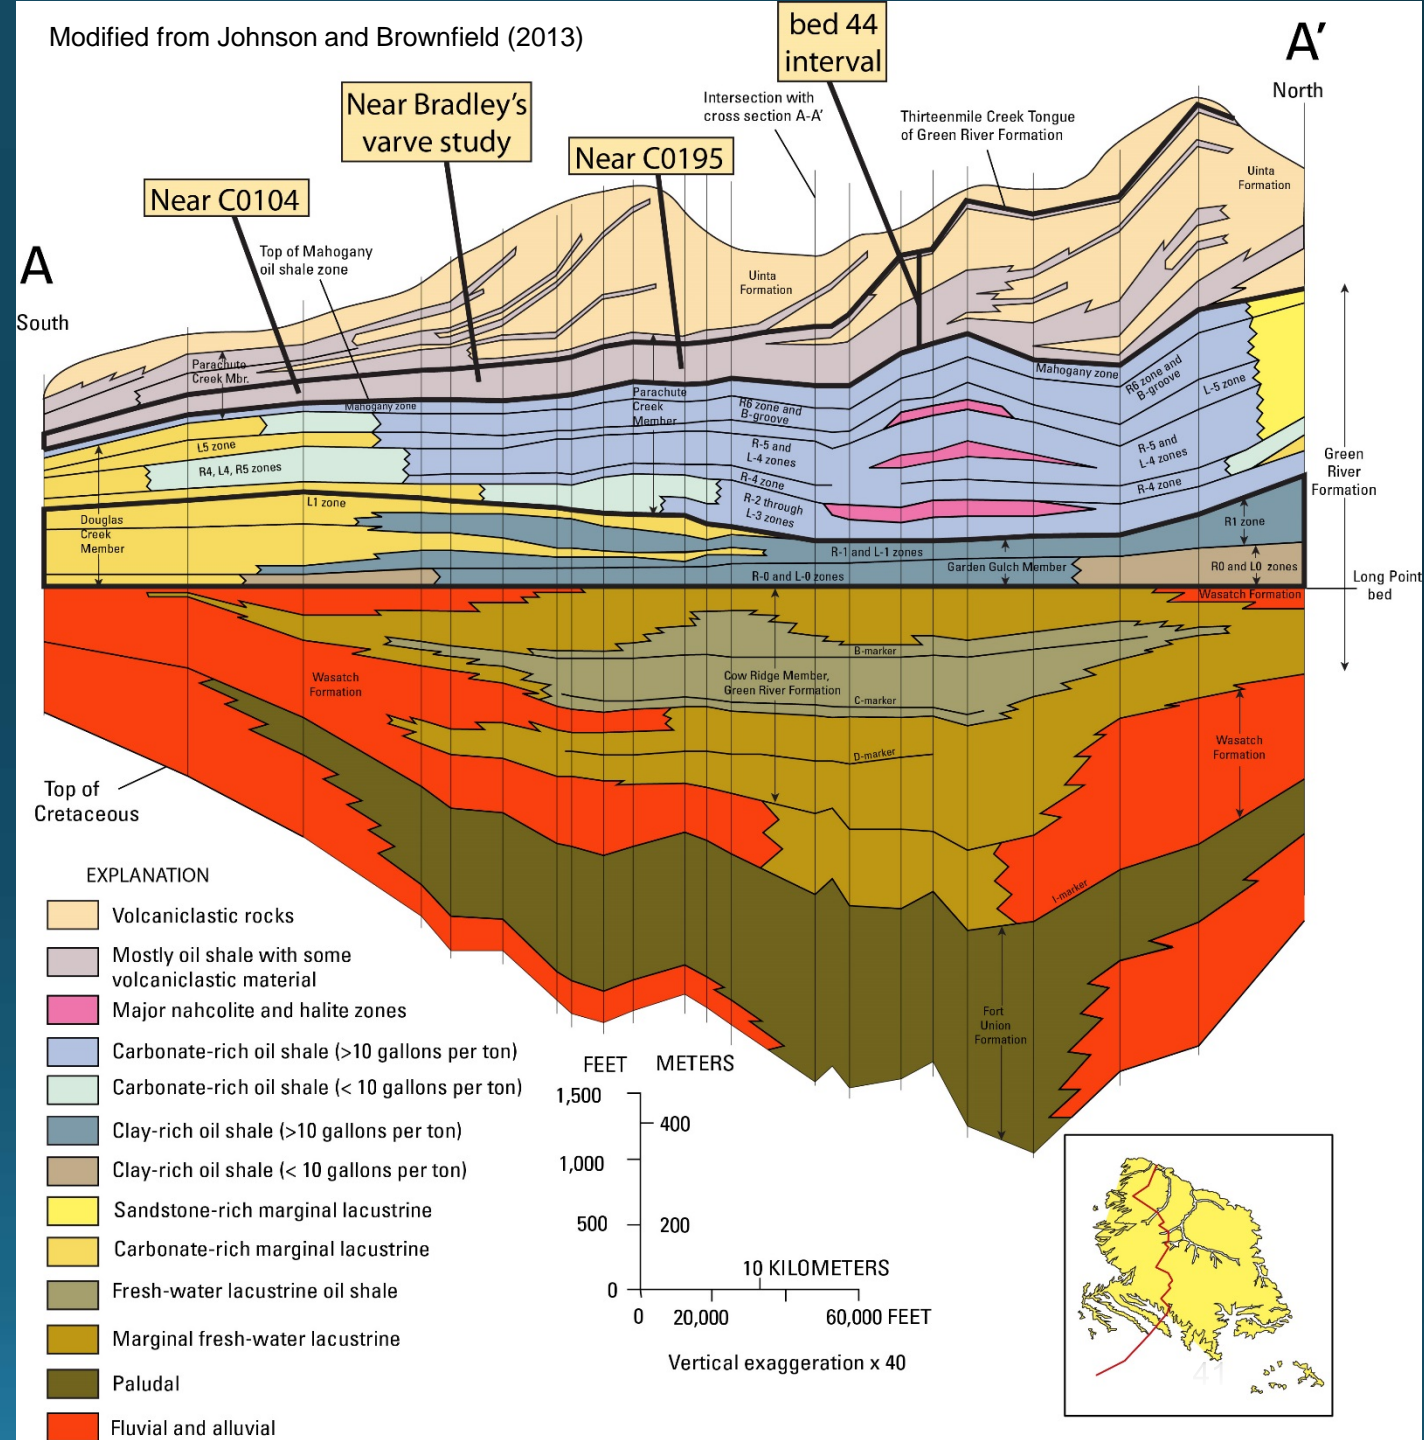 Modified from Johnson and Brownfield (2013)
bed 44
interval
A′
North
Near Bradley's
varve study
Intersection with
cross section A-A′
Thirteenmile Creek Tongue
of Green River Formation
Near C0195
Near C0104
Uinta
Formation
A
South
Top of Mahogany
oil shale zone
Uinta
Formation
Parachute
Creek Mbr.
Mahogany zone
Parachute
Creek
Member
R6 zone and
B-groove
Mahogany zone
R6 zone and
B-groove
L-5 zone
L5 zone
R4, L4, R5 zones
R-5 and
L-4 zones
R-5 and
L-4 zones
R-4 zone
R-4 zone
L1 zone
R-2 through
L-3 zones
Green
River
Formation
Douglas
Creek
Member
R1 zone
R-1 and L-1 zones
Garden Gulch Member
R0 and L0 zones
R-0 and L-0 zones
Long Point
bed
Wasatch Formation
B-marker
Wasatch
Formation
Cow Ridge Member,
Green River Formation
C-marker
D-marker
Wasatch
Formation
Top of
Cretaceous
I-marker
Fort
Union
Formation
EXPLANATION
Volcaniclastic rocks
Mostly oil shale with some
volcaniclastic material
Major nahcolite and halite zones
Carbonate-rich oil shale (>10 gallons per ton)
Carbonate-rich oil shale (< 10 gallons per ton)
Clay-rich oil shale (>10 gallons per ton)
Clay-rich oil shale (< 10 gallons per ton)
Sandstone-rich marginal lacustrine
Carbonate-rich marginal lacustrine
Fresh-water lacustrine oil shale
Marginal fresh-water lacustrine
Paludal
Fluvial and alluvial
FEET METERS
1,500
400
1,000
500
200
0
10 KILOMETERS
0 20,000 60,000 FEET
Vertical exaggeration x 40
41